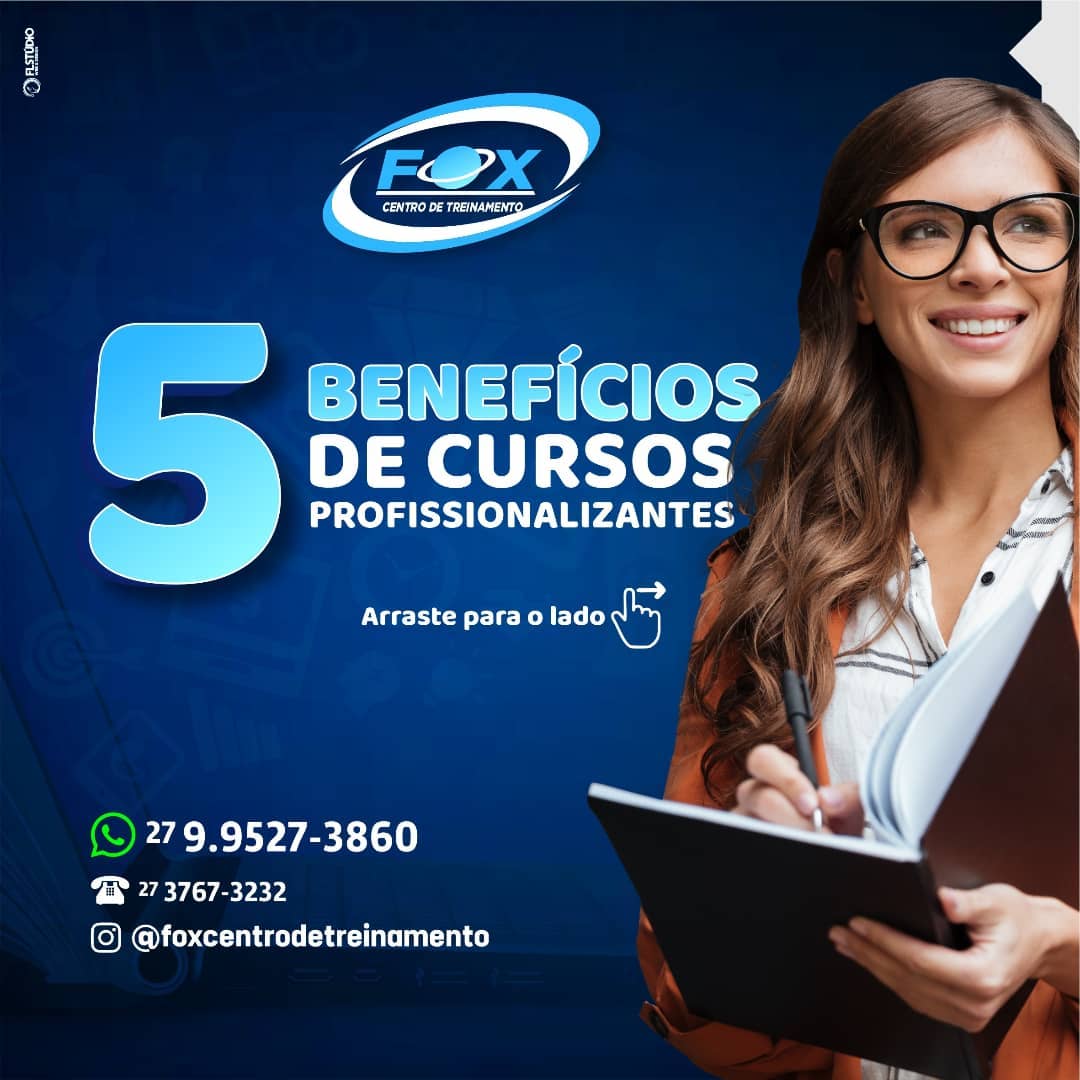 FLSTÚDIO
FOX
CENTRO DE TREINAMENTO
5 BENEFÍCIOS
DE CURSOS
PROFISSIONALIZANTES
Arraste para o lado
27 9.9527-3860
27 3767-3232
@foxcentrodetreinamento